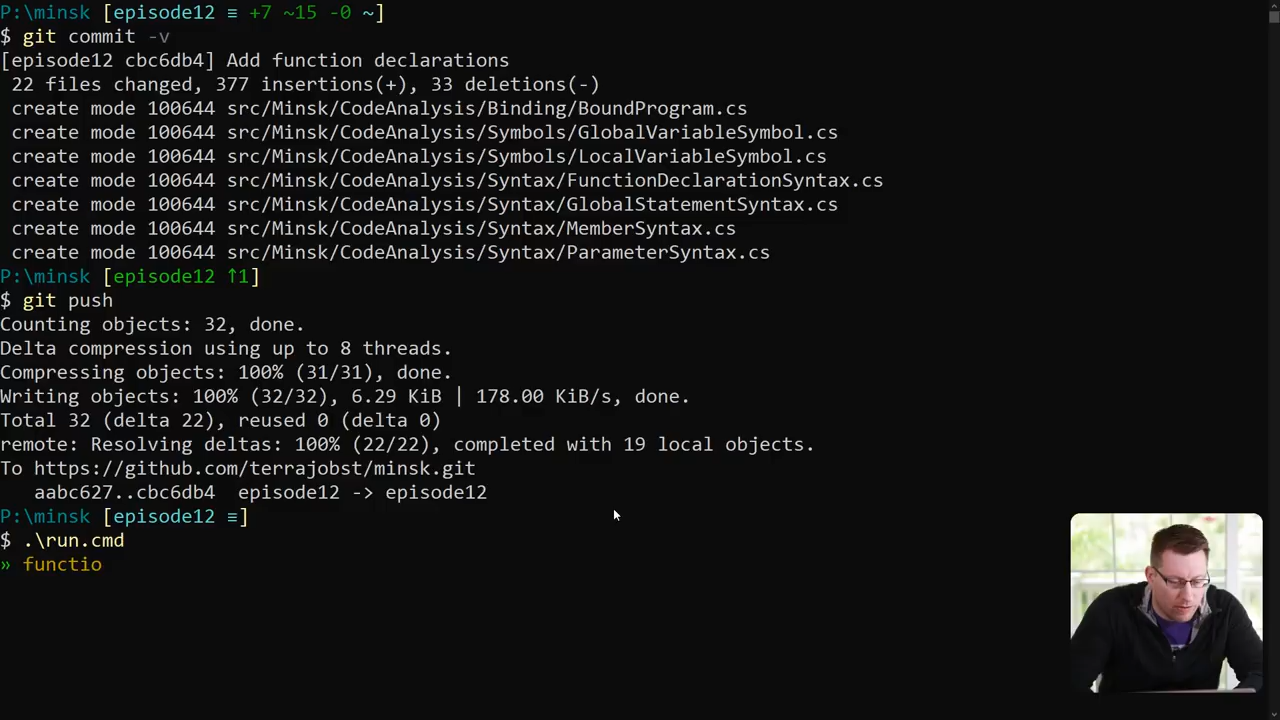 P:\minsk [episode12 ≡ +7 ~15 -0 ~]
$ git commit -v
[episode12 cbc6db4] Add function declarations
 22 files changed, 377 insertions(+), 33 deletions(-)
 create mode 100644 src/Minsk/CodeAnalysis/Binding/BoundProgram.cs
 create mode 100644 src/Minsk/CodeAnalysis/Symbols/GlobalVariableSymbol.cs
 create mode 100644 src/Minsk/CodeAnalysis/Symbols/LocalVariableSymbol.cs
 create mode 100644 src/Minsk/CodeAnalysis/Syntax/FunctionDeclarationSyntax.cs
 create mode 100644 src/Minsk/CodeAnalysis/Syntax/GlobalStatementSyntax.cs
 create mode 100644 src/Minsk/CodeAnalysis/Syntax/MemberSyntax.cs
 create mode 100644 src/Minsk/CodeAnalysis/Syntax/ParameterSyntax.cs
P:\minsk [episode12 ↑1]
$ git push
Counting objects: 32, done.
Delta compression using up to 8 threads.
Compressing objects: 100% (31/31), done.
Writing objects: 100% (32/32), 6.29 KiB | 178.00 KiB/s, done.
Total 32 (delta 22), reused 0 (delta 0)
remote: Resolving deltas: 100% (22/22), completed with 19 local objects.
To https://github.com/terrajobst/minsk.git
   aabc627..cbc6db4  episode12 -> episode12
P:\minsk [episode12 ≡]
$ .\run.cmd
» functio